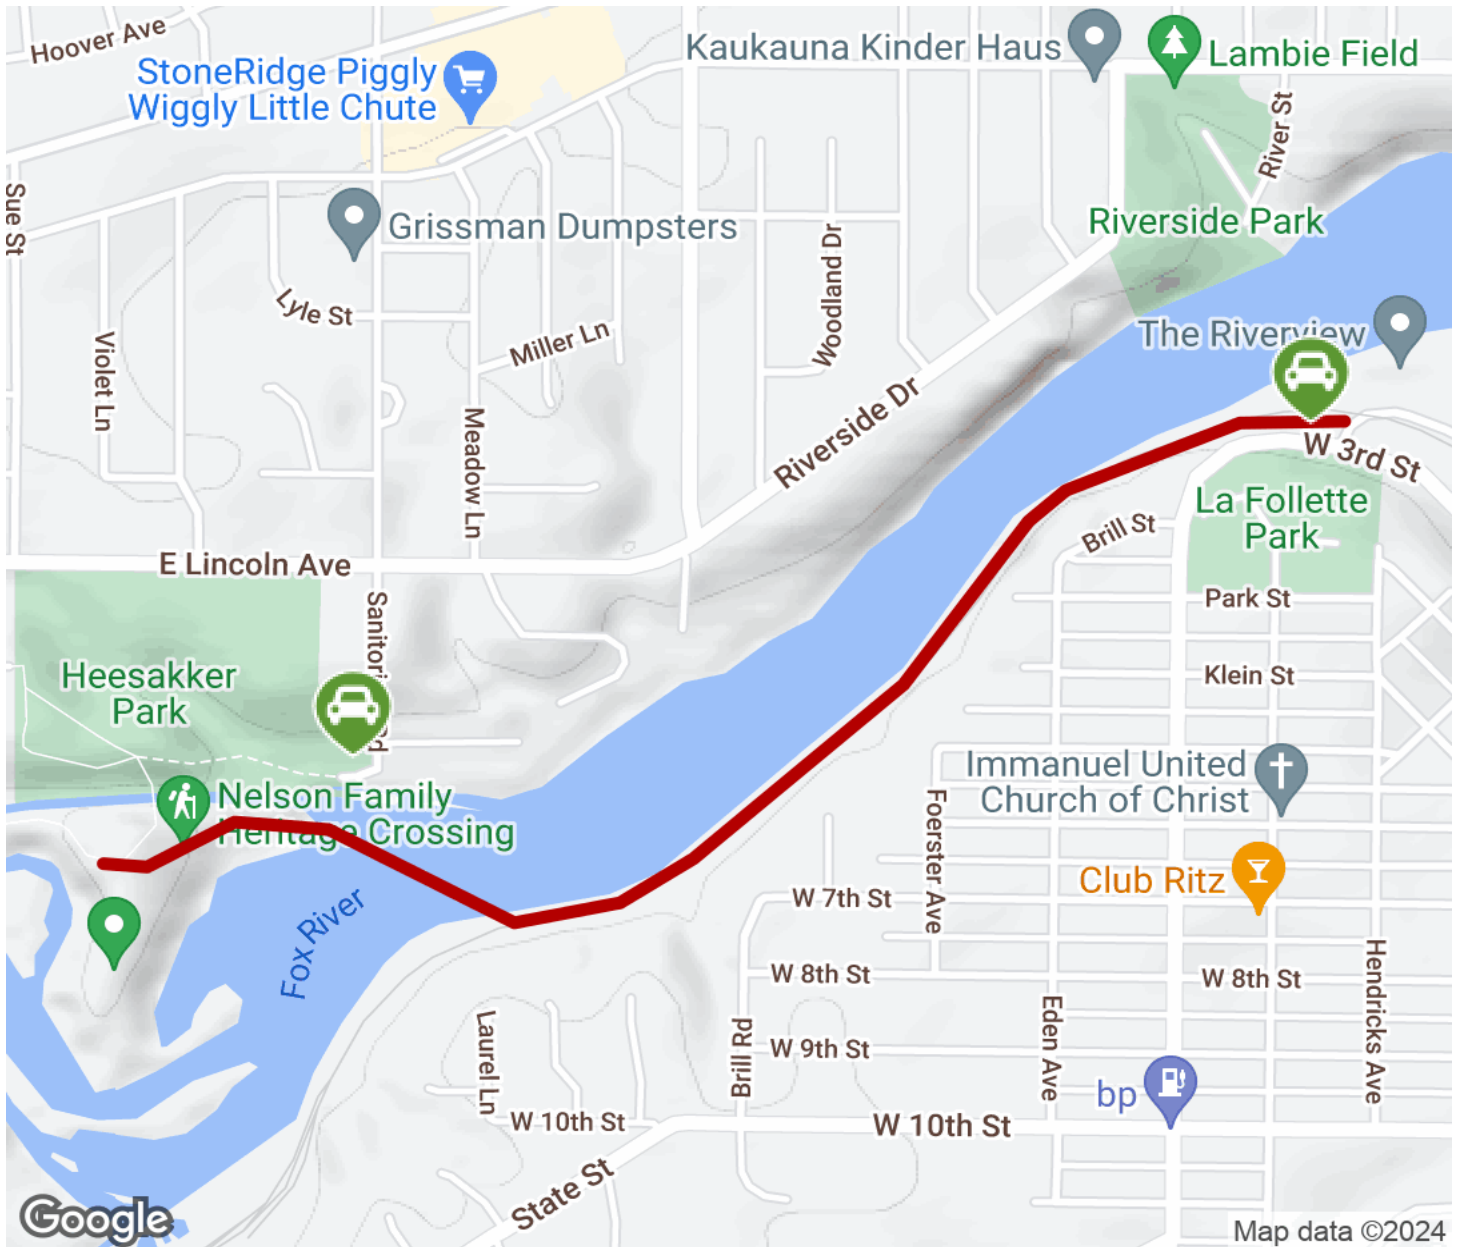 Hoover Ave
StoneRidge Piggly
Wiggly Little Chute
Kaukauna Kinder Haus
Lambie Field
River St
Sue St
Grissman Dumpsters
Riverside Park
Woodland Dr
Lyle St
Miller Ln
The Riverview
Violet Ln
Meadow Ln
Riverside Dr
W 3rd St
La Follette
Park
Brill St
E Lincoln Ave
Park St
Heesakker
Park
Klein St
Immanuel United
Church of Christ
Nelson Family
Heritage Crossing
Foerster Ave
Club Ritz
W 7th St
Fox River
W 8th St
W 8th St
Hendricks Ave
Eden Ave
Laurel Ln
Brill Rd
W 9th St
bp
W 10th St
W 10th St
State St
Google
Map data ©2024